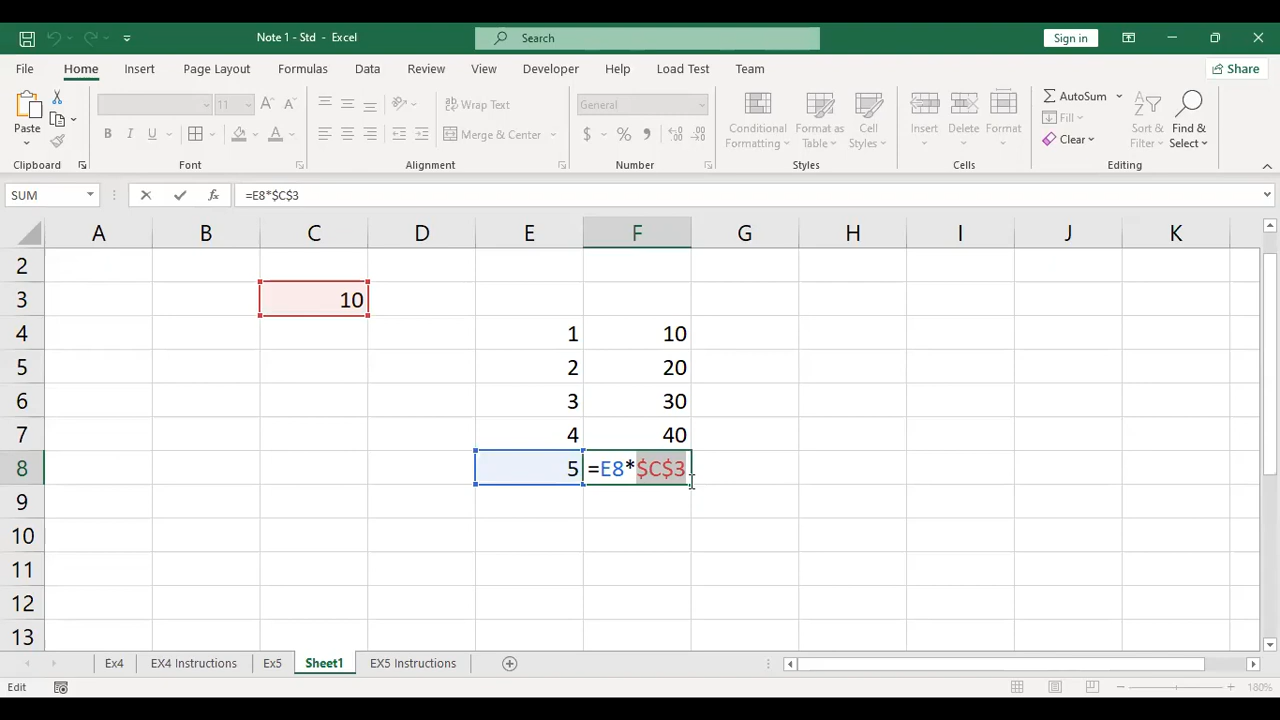 Note 1 - Std - Excel
Search
Sign in
File Home Insert Page Layout Formulas Data Review View Developer Help Load Test Team
Share
Paste
11
A A
B I U
A
Wrap Text
Merge & Center
General
$ % ,
Conditional Formatting
Format as Table
Cell Styles
Insert
Delete
Format
AutoSum
Fill
Clear
Sort & Filter
Find & Select
Clipboard Font Alignment Number Styles Cells Editing
SUM fx =E8*$C$3
A B C D E F G H I J K
2
3 10
4 1 10
5 2 20
6 3 30
7 4 40
8 5 =E8*$C$3
9
10
11
12
13
Ex4 EX4 Instructions Ex5 Sheet1 EX5 Instructions
Edit 180%